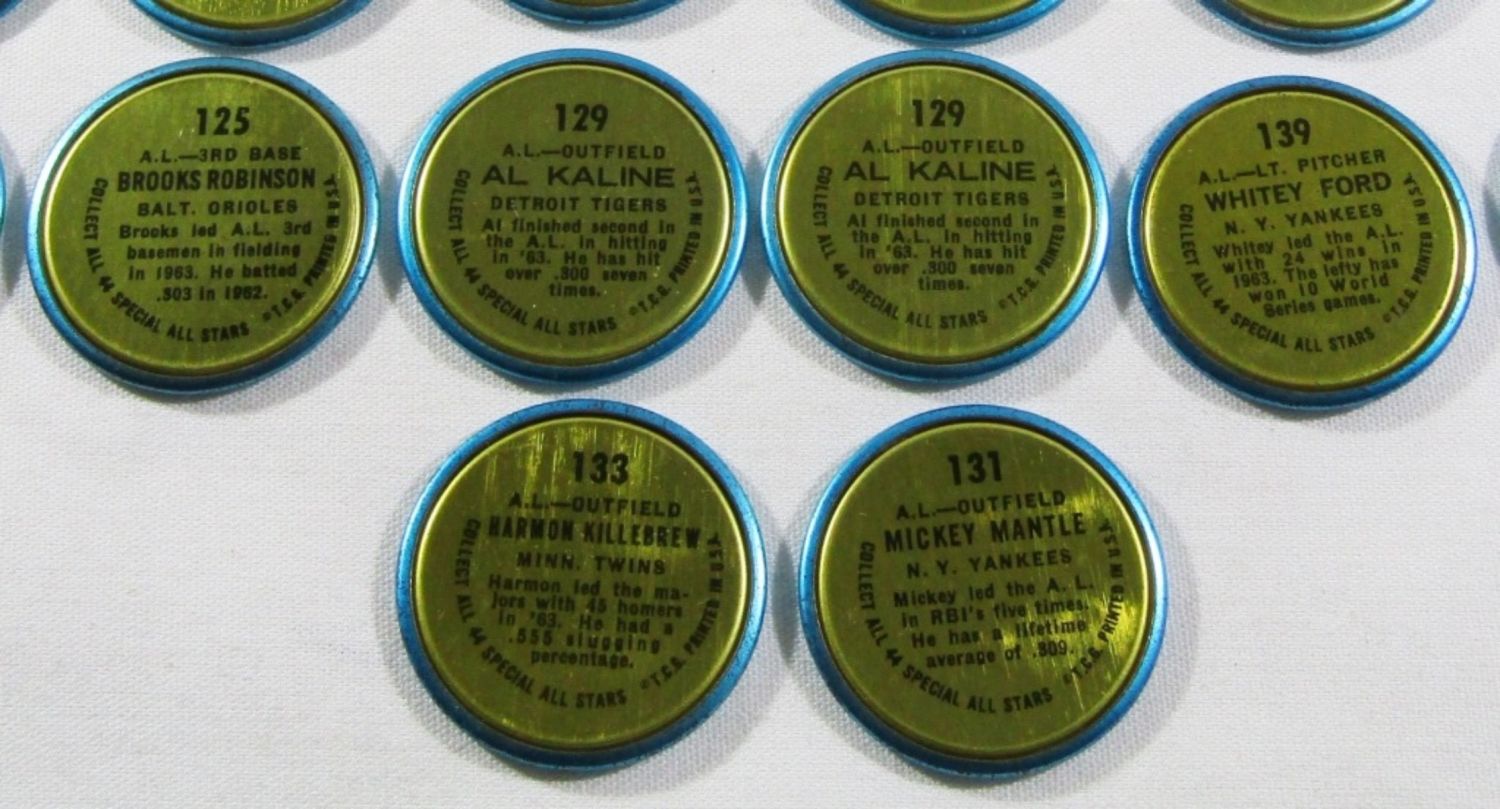 125
A.L.—3RD BASE
BROOKS ROBINSON
BALT. ORIOLES
Brooks led A.L. 3rd
basemen in fielding
in 1963. He batted
.303 in 1962.
COLLECT ALL 44 SPECIAL ALL STARS ©T.C.G. PRINTED IN U.S.A.
129
A.L.—OUTFIELD
AL KALINE
DETROIT TIGERS
Al finished second in
the A.L. in hitting
in '63. He has hit
over .300 seven
times.
COLLECT ALL 44 SPECIAL ALL STARS ©T.C.G. PRINTED IN U.S.A.
129
A.L.—OUTFIELD
AL KALINE
DETROIT TIGERS
Al finished second in
the A.L. in hitting
in '63. He has hit
over .300 seven
times.
COLLECT ALL 44 SPECIAL ALL STARS ©T.C.G. PRINTED IN U.S.A.
139
A.L.—LT. PITCHER
WHITEY FORD
N. Y. YANKEES
Whitey led the A.L.
with 24 wins in
1963. The lefty has
won 10 World
Series games.
COLLECT ALL 44 SPECIAL ALL STARS ©T.C.G. PRINTED IN U.S.A.
133
A.L.—OUTFIELD
HARMON KILLEBREW
MINN. TWINS
Harmon led the ma-
jors with 45 homers
in '63. He had a
.555 slugging
percentage.
COLLECT ALL 44 SPECIAL ALL STARS ©T.C.G. PRINTED IN U.S.A.
131
A.L.—OUTFIELD
MICKEY MANTLE
N. Y. YANKEES
Mickey led the A. L.
in RBI's five times.
He has a lifetime
average of .309.
COLLECT ALL 44 SPECIAL ALL STARS ©T.C.G. PRINTED IN U.S.A.